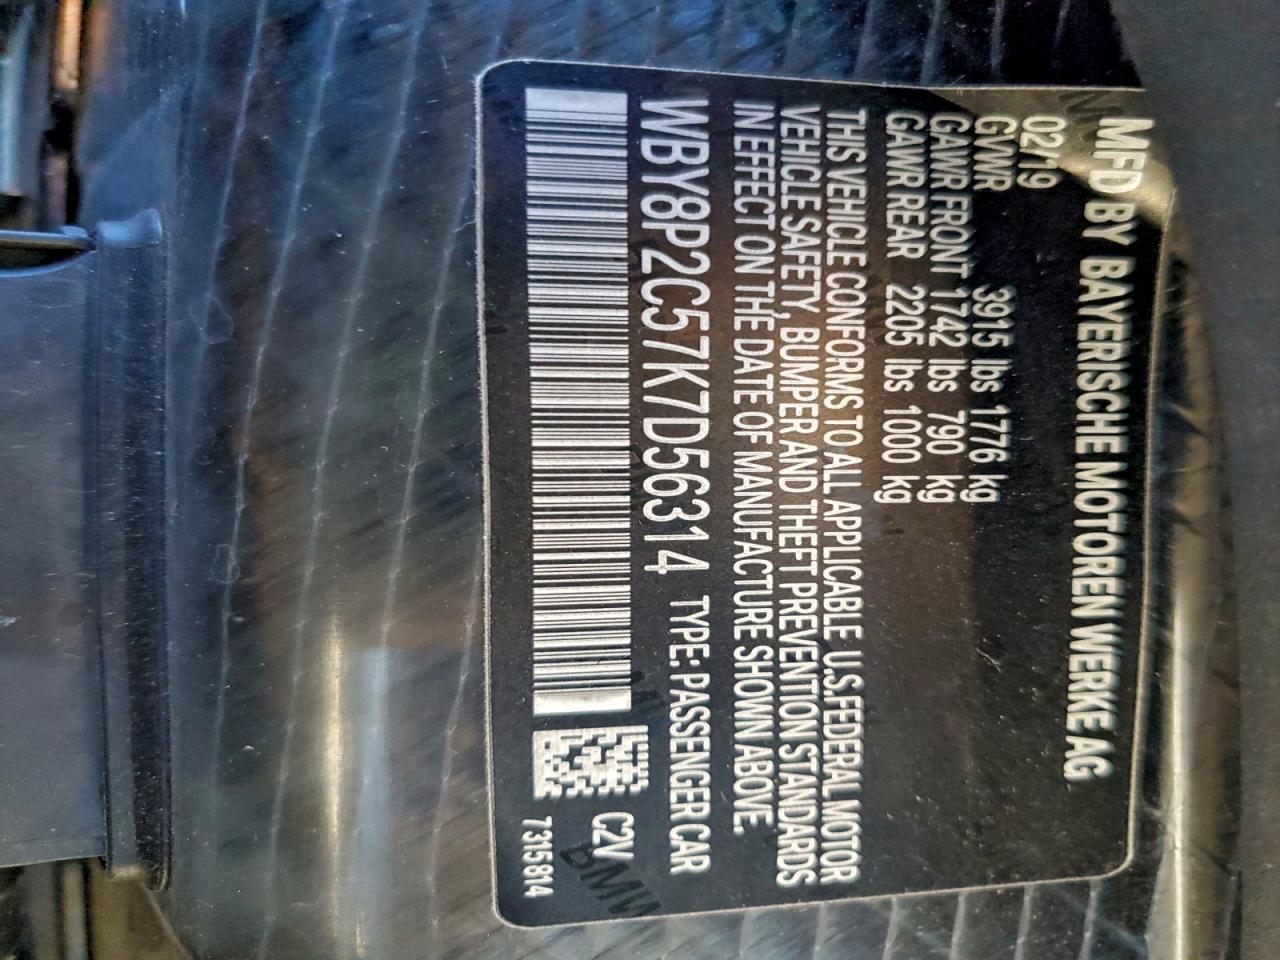 MFD BY BAYERISCHE MOTOREN WERKE AG
02/19
GVWR 3915 lbs 1776 kg
GAWR FRONT 1742 lbs 790 kg
GAWR REAR 2205 lbs 1000 kg
THIS VEHICLE CONFORMS TO ALL APPLICABLE U.S.FEDERAL MOTOR
VEHICLE SAFETY, BUMPER AND THEFT PREVENTION STANDARDS
IN EFFECT ON THE DATE OF MANUFACTURE SHOWN ABOVE.
WBY8P2C57K7D56314 TYPE: PASSENGER CAR
C2V
7315814
BMW